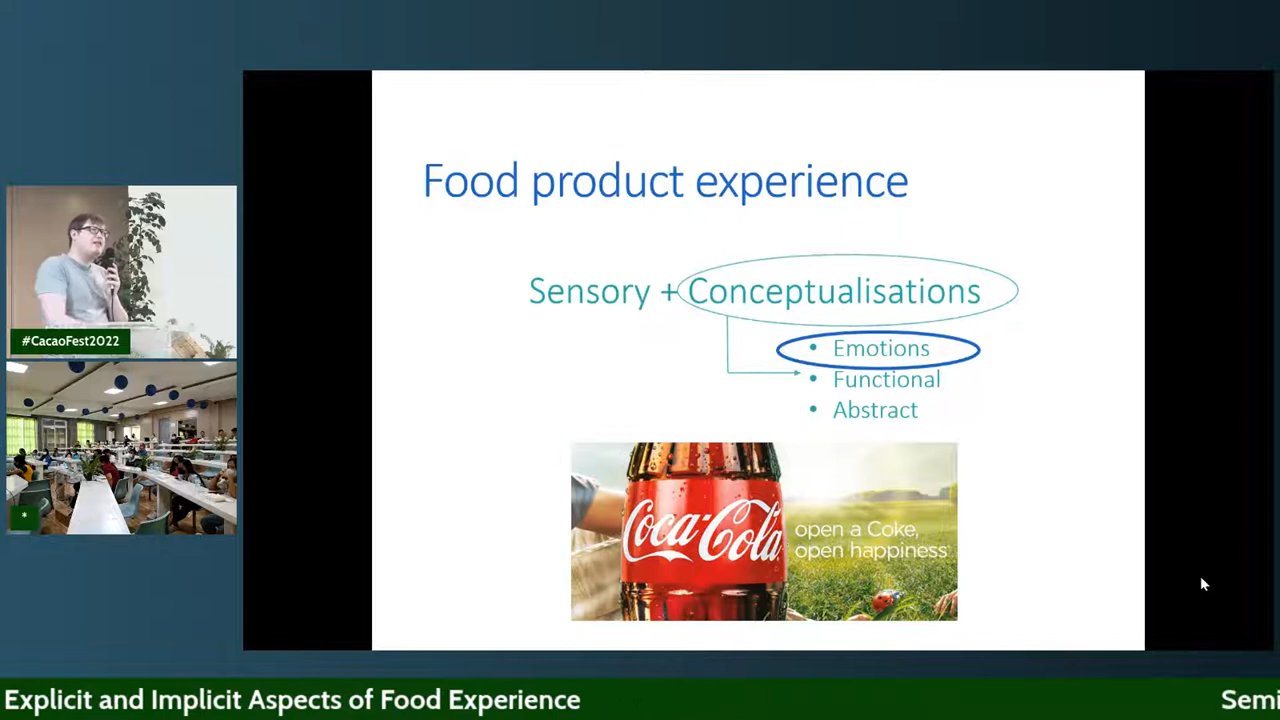 Food product experience
Sensory + Conceptualisations
• Emotions
• Functional
• Abstract
Coca-Cola
open a Coke,
open happiness
#CacaoFest2022
*
Explicit and Implicit Aspects of Food Experience
Semi